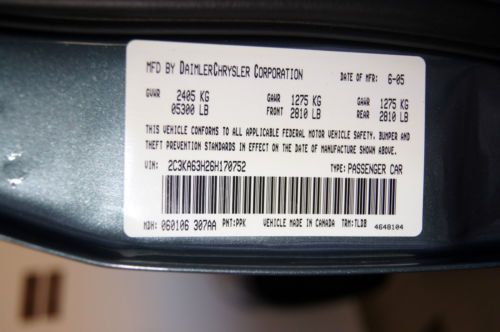 MFD BY DAIMLERCHRYSLER CORPORATION DATE OF MFR: 6-05
GVWR 2405 KG GAWR 1275 KG GAWR 1275 KG
05300 LB FRONT 2810 LB REAR 2810 LB
THIS VEHICLE CONFORMS TO ALL APPLICABLE FEDERAL MOTOR VEHICLE SAFETY, BUMPER AND
THEFT PREVENTION STANDARDS IN EFFECT ON THE DATE OF MANUFACTURE SHOWN ABOVE.
VIN: 2C3KA63H26H170752 TYPE: PASSENGER CAR
MDH: 060106 307AA PNT:PPK VEHICLE MADE IN CANADA TRM:TLDB
4648104